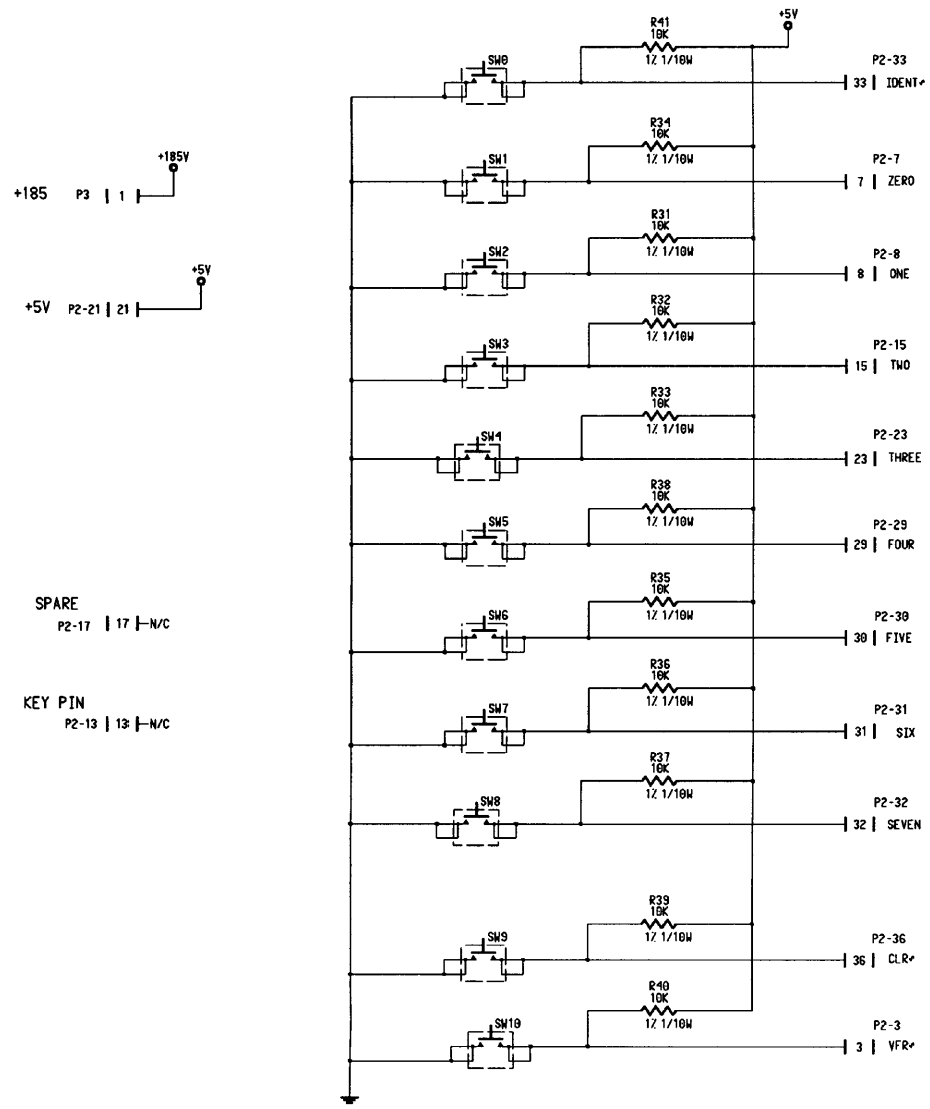 +5V
R41
10K
1% 1/10W
SW0
P2-33
33 IDENT*
R34
10K
1% 1/10W
SW1
P2-7
7 ZERO
+185V
+185 P3 1
R31
10K
1% 1/10W
SW2
P2-8
8 ONE
+5V
+5V P2-21 21
R32
10K
1% 1/10W
SW3
P2-15
15 TWO
R33
10K
1% 1/10W
SW4
P2-23
23 THREE
R38
10K
1% 1/10W
SW5
P2-29
29 FOUR
SPARE
P2-17 17 N/C
R35
10K
1% 1/10W
SW6
P2-30
30 FIVE
KEY PIN
P2-13 13 N/C
R36
10K
1% 1/10W
SW7
P2-31
31 SIX
R37
10K
1% 1/10W
SW8
P2-32
32 SEVEN
R39
10K
1% 1/10W
SW9
P2-36
36 CLR*
R40
10K
1% 1/10W
SW10
P2-3
3 VFR*